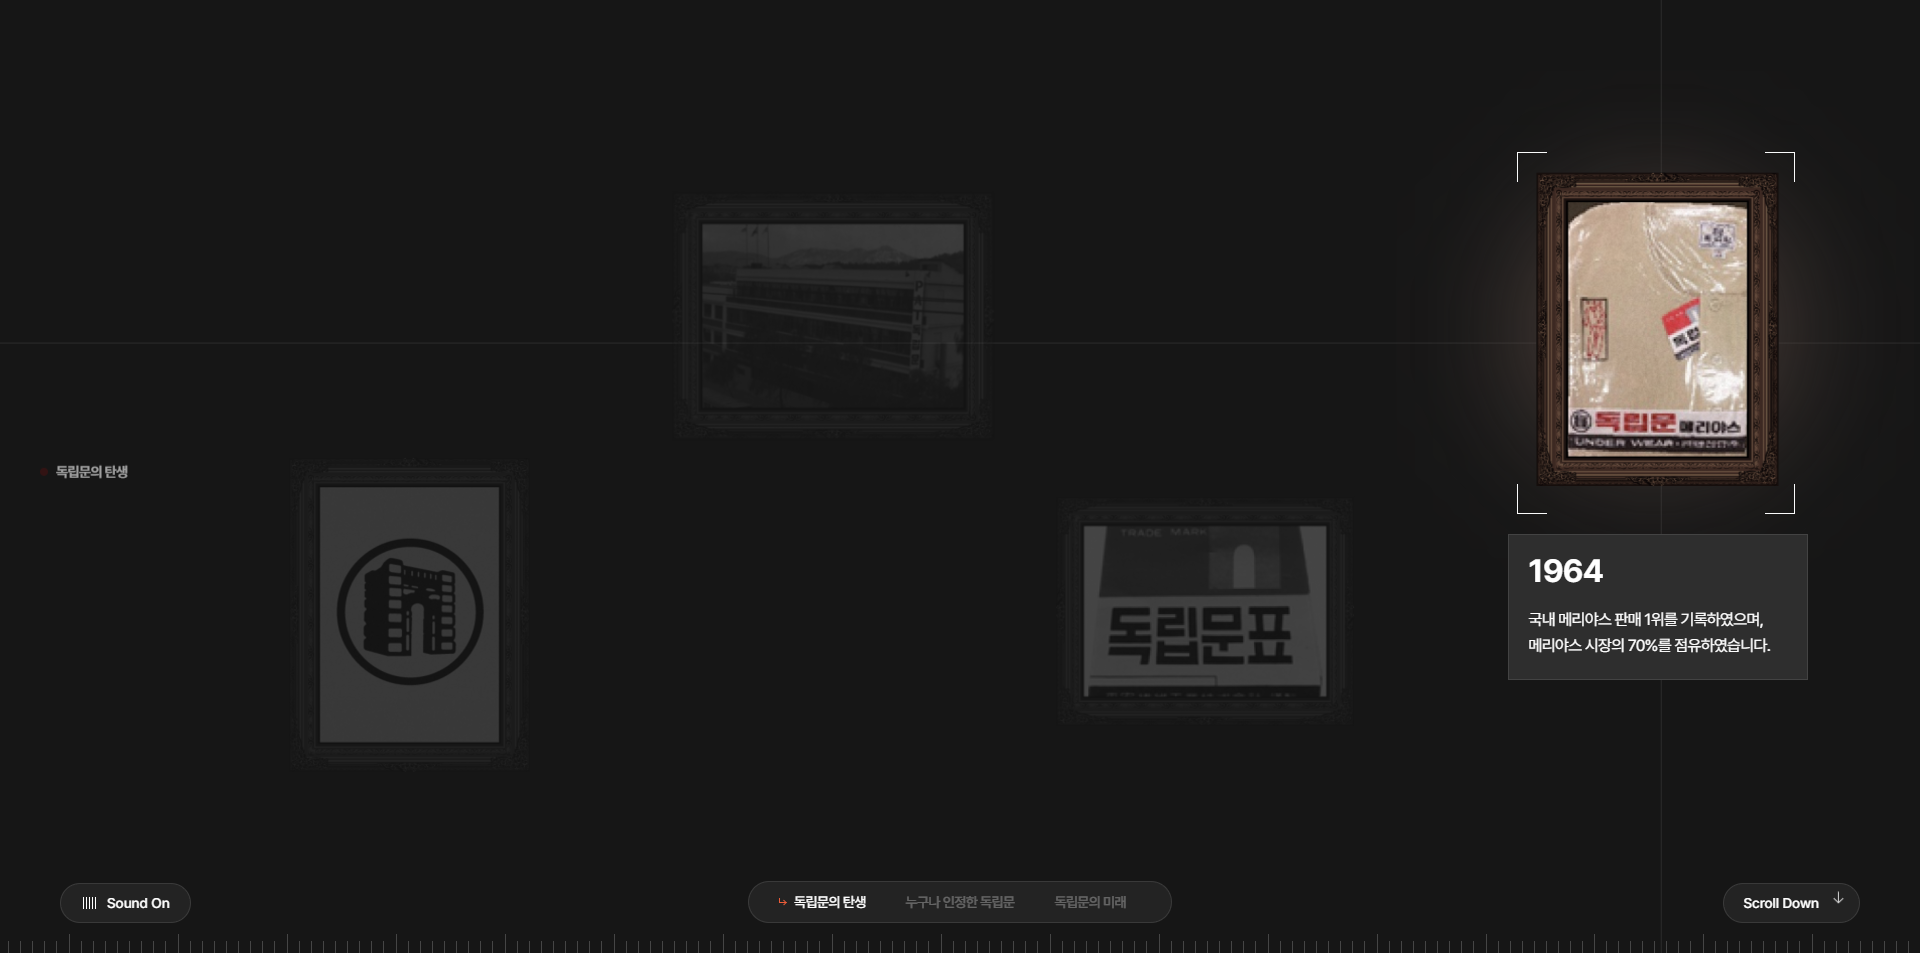 독립문의 탄생
TRADE MARK
독립문표
독립문 메리야스
UNDER WEAR
1964
국내 메리야스 판매 1위를 기록하였으며,
메리야스 시장의 70%를 점유하였습니다.
Sound On
독립문의 탄생
누구나 인정한 독립문
독립문의 미래
Scroll Down